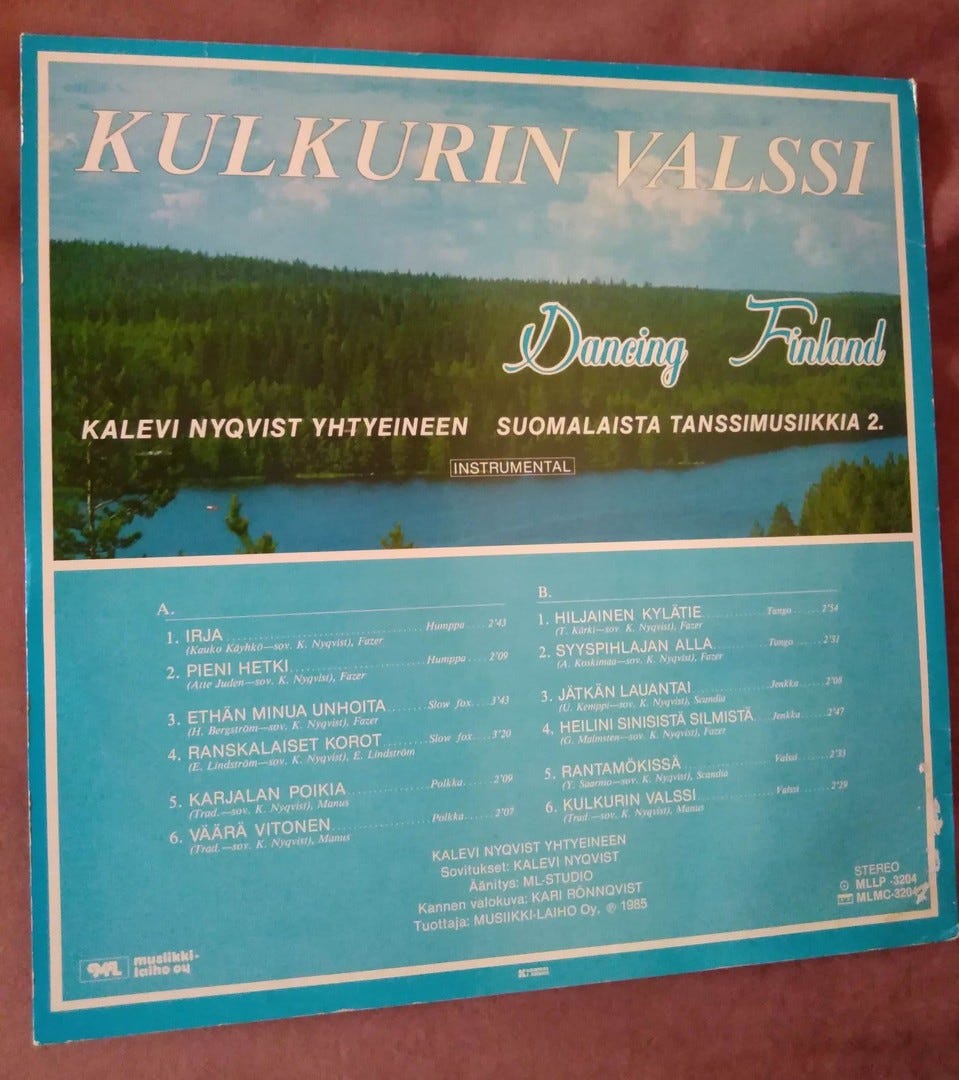 KULKURIN VALSSI
Dancing Finland
KALEVI NYQVIST YHTYEINEEN SUOMALAISTA TANSSIMUSIIKKIA 2.
INSTRUMENTAL
A.
1. IRJA Humppa 2'43
(Kauko Käyhkö—sov. K. Nyqvist), Fazer
2. PIENI HETKI Humppa 2'09
(Atte Juden—sov. K. Nyqvist), Fazer
3. ETHÄN MINUA UNHOITA Slow fox 3'43
(H. Bergström—sov. K. Nyqvist), Fazer
4. RANSKALAISET KOROT Slow fox 3'20
(E. Lindström—sov. K. Nyqvist), E. Lindström
5. KARJALAN POIKIA Polkka 2'09
(Trad.—sov. K. Nyqvist), Manus
6. VÄÄRÄ VITONEN Polkka 2'07
(Trad.—sov. K. Nyqvist), Manus
B.
1. HILJAINEN KYLÄTIE Tango 2'54
(T. Kärki—sov. K. Nyqvist), Fazer
2. SYYSPIHLAJAN ALLA Tango 2'31
(A. Koskimaa—sov. K. Nyqvist), Fazer
3. JÄTKÄN LAUANTAI Jenkka 2'08
(U. Kemppi—sov. K. Nyqvist), Scandia
4. HEILINI SINISISTÄ SILMISTÄ Jenkka 2'47
(G. Malmsten—sov. K. Nyqvist), Fazer
5. RANTAMÖKISSÄ Valssi 2'33
(Y. Saarnio—sov. K. Nyqvist), Scandia
6. KULKURIN VALSSI Valssi 2'29
(Trad.—sov. K. Nyqvist), Manus
KALEVI NYQVIST YHTYEINEEN
Sovitukset: KALEVI NYQVIST
Äänitys: ML-STUDIO
Kannen valokuva: KARI RÖNNQVIST
Tuottaja: MUSIIKKI-LAIHO Oy, ℗ 1985
STEREO
MLLP -3204
MLMC-3204
ML musiikki-
laiho oy